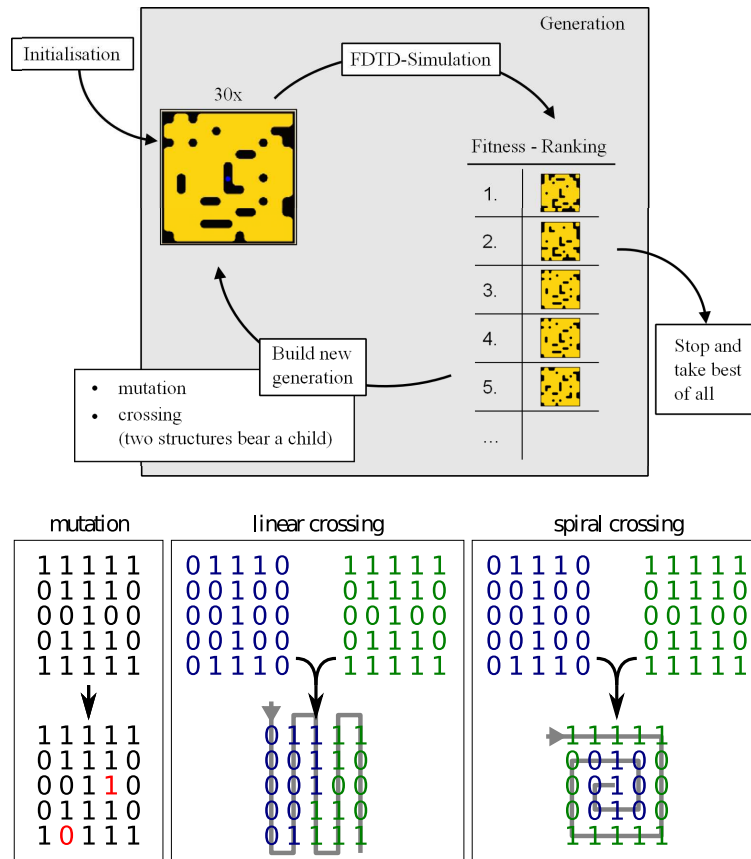 Generation
Initialisation
FDTD-Simulation
30x
Fitness - Ranking
1.
2.
3.
4.
5.
...
Build new
generation
• mutation
• crossing
(two structures bear a child)
Stop and
take best
of all
mutation
1 1 1 1 1
0 1 1 1 0
0 0 1 0 0
0 1 1 1 0
1 1 1 1 1
1 1 1 1 1
0 1 1 1 0
0 0 1 1 0
0 1 1 1 0
1 0 1 1 1
linear crossing
0 1 1 1 0 1 1 1 1 1
0 0 1 0 0 0 1 1 1 0
0 0 1 0 0 0 0 1 0 0
0 0 1 0 0 0 1 1 1 0
0 1 1 1 0 1 1 1 1 1
0 1 1 1 1
0 0 1 1 0
0 0 1 0 0
0 0 1 1 0
0 1 1 1 1
spiral crossing
0 1 1 1 0 1 1 1 1 1
0 0 1 0 0 0 1 1 1 0
0 0 1 0 0 0 0 1 0 0
0 0 1 0 0 0 1 1 1 0
0 1 1 1 0 1 1 1 1 1
1 1 1 1 1
0 0 1 0 0
0 0 1 0 0
0 0 1 0 0
1 1 1 1 1